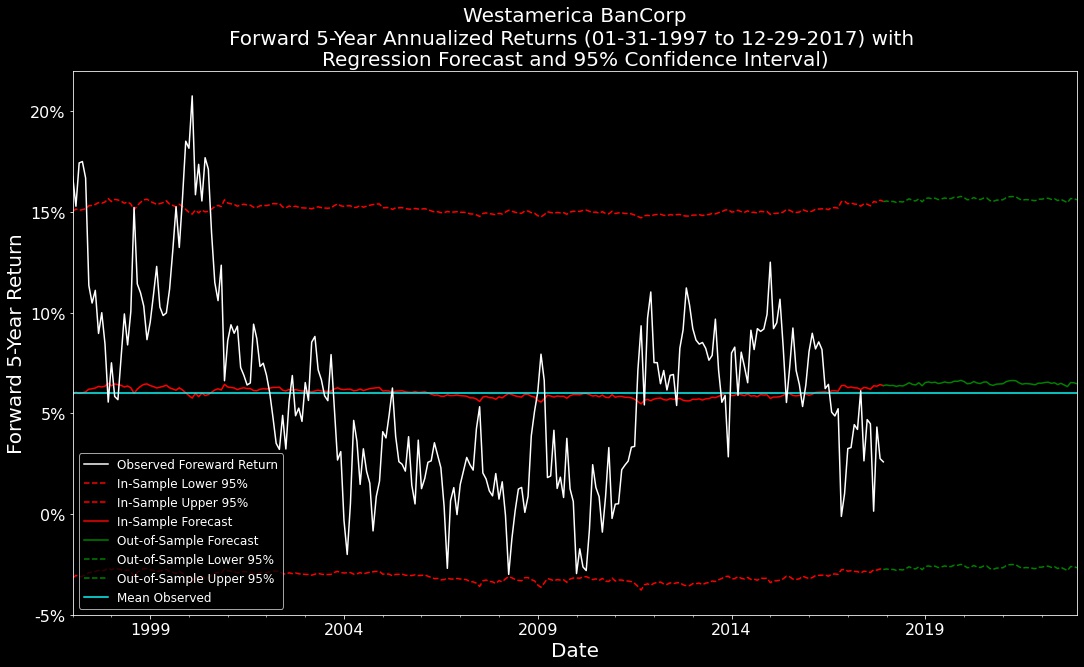 Westamerica BanCorp
Forward 5-Year Annualized Returns (01-31-1997 to 12-29-2017) with
Regression Forecast and 95% Confidence Interval)
Forward 5-Year Return
20%
15%
10%
5%
0%
-5%
Observed Foreward Return
In-Sample Lower 95%
In-Sample Upper 95%
In-Sample Forecast
Out-of-Sample Forecast
Out-of-Sample Lower 95%
Out-of-Sample Upper 95%
Mean Observed
1999 2004 2009 2014 2019
Date